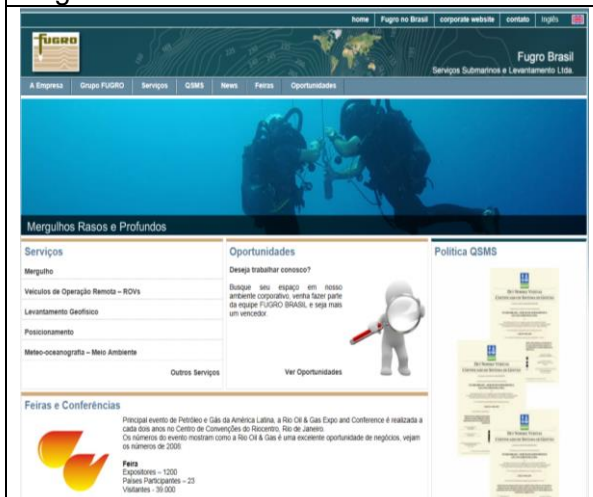 home Fugro no Brasil corporate website contato Inglês
FUGRO
Fugro Brasil
Serviços Submarinos e Levantamento Ltda.
A Empresa Grupo FUGRO Serviços QSMS News Feiras Oportunidades
Mergulhos Rasos e Profundos
Serviços
Mergulho
Veículos de Operação Remota – ROVs
Levantamento Geofísico
Posicionamento
Meteo-oceanografia – Meio Ambiente
Outros Serviços
Oportunidades
Deseja trabalhar conosco?
Busque seu espaço em nosso
ambiente corporativo, venha fazer parte
da equipe FUGRO BRASIL e seja mais
um vencedor.
Ver Oportunidades
Política QSMS
Feiras e Conferências
Principal evento de Petróleo e Gás da América Latina, a Rio Oil & Gas Expo and Conference é realizada a
cada dois anos no Centro de Convenções do Riocentro, Rio de Janeiro.
Os números do evento mostram como a Rio Oil & Gas é uma excelente oportunidade de negócios, vejam
os números de 2008:
Feira
Expositores – 1200
Países Participantes – 23
Visitantes - 39.000